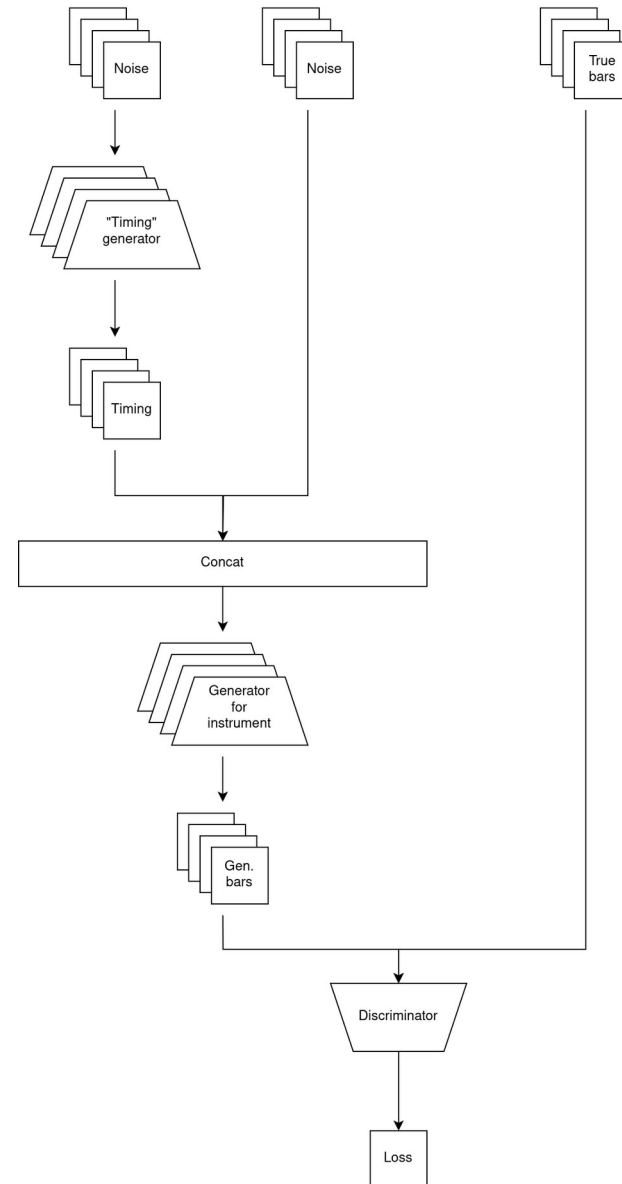 Noise
Noise
True
bars
"Timing"
generator
Timing
Concat
Generator
for
instrument
Gen.
bars
Discriminator
Loss